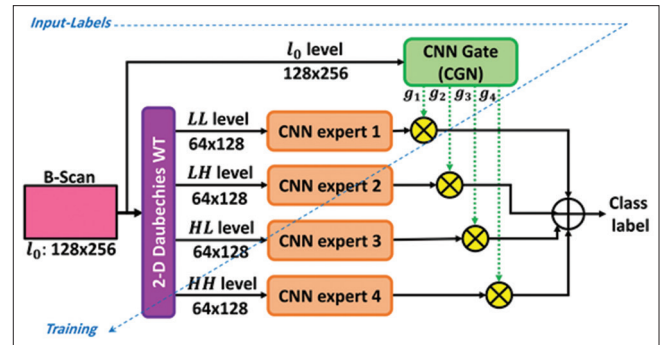 Input-Labels
l₀ level
128x256
CNN Gate
(CGN)
g₁ g₂ g₃ g₄
2-D Daubechies WT
LL level
64x128
CNN expert 1
B-Scan
l₀: 128x256
LH level
64x128
CNN expert 2
HL level
64x128
CNN expert 3
HH level
64x128
CNN expert 4
Class
label
Training